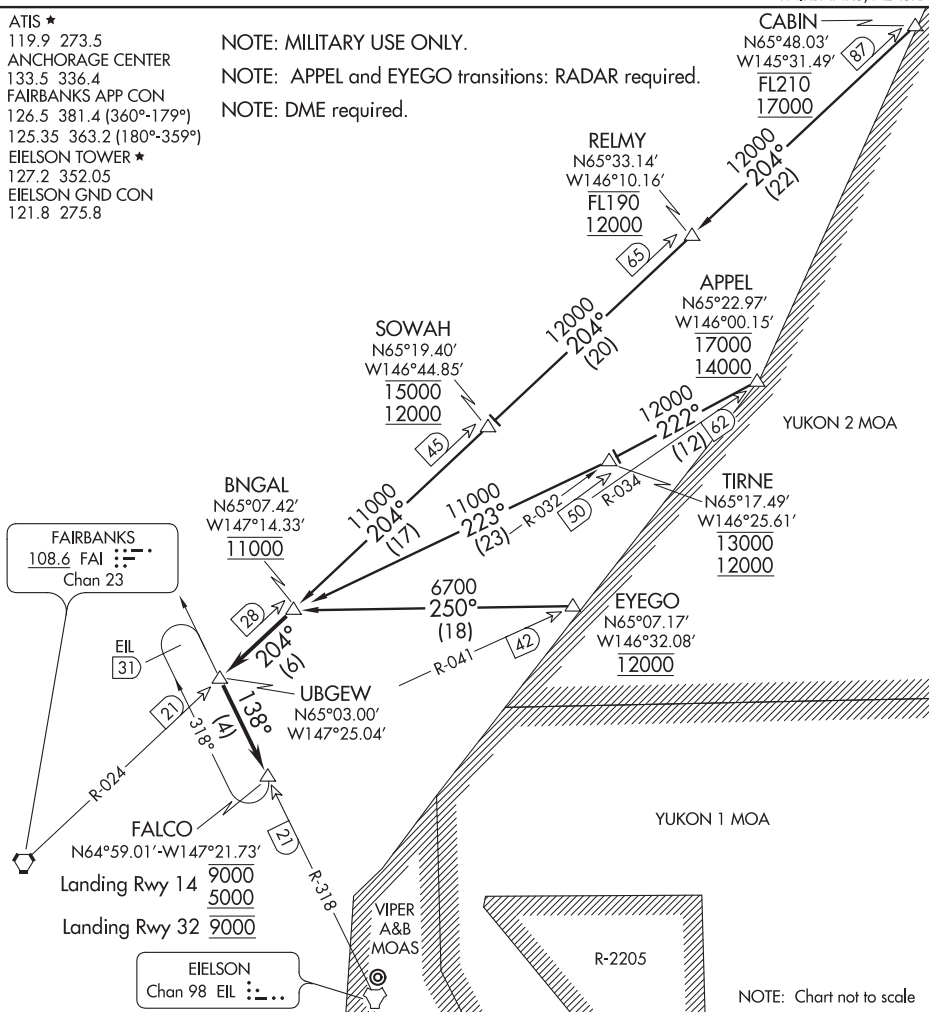 ATIS ★
119.9 273.5
ANCHORAGE CENTER
133.5 336.4
FAIRBANKS APP CON
126.5 381.4 (360°-179°)
125.35 363.2 (180°-359°)
EIELSON TOWER ★
127.2 352.05
EIELSON GND CON
121.8 275.8
NOTE: MILITARY USE ONLY.
NOTE: APPEL and EYEGO transitions: RADAR required.
NOTE: DME required.
CABIN
N65°48.03′
W145°31.49′
FL210
17000
87
12000
204°
(22)
RELMY
N65°33.14′
W146°10.16′
FL190
12000
65
12000
204°
(20)
APPEL
N65°22.97′
W146°00.15′
17000
14000
SOWAH
N65°19.40′
W146°44.85′
15000
12000
45
12000
222°
(12)
62
R-034
YUKON 2 MOA
TIRNE
N65°17.49′
W146°25.61′
13000
12000
50
R-032
11000
223°
(23)
11000
204°
(17)
BNGAL
N65°07.42′
W147°14.33′
11000
28
6700
250°
(18)
EYEGO
N65°07.17′
W146°32.08′
12000
42
R-041
FAIRBANKS
108.6 FAI
Chan 23
204°
(6)
EIL
31
UBGEW
N65°03.00′
W147°25.04′
21
R-024
138°
(4)
318°
FALCO
N64°59.01′-W147°21.73′
Landing Rwy 14 9000
5000
Landing Rwy 32 9000
21
R-318
YUKON 1 MOA
VIPER
A&B
MOAS
R-2205
EIELSON
Chan 98 EIL
NOTE: Chart not to scale